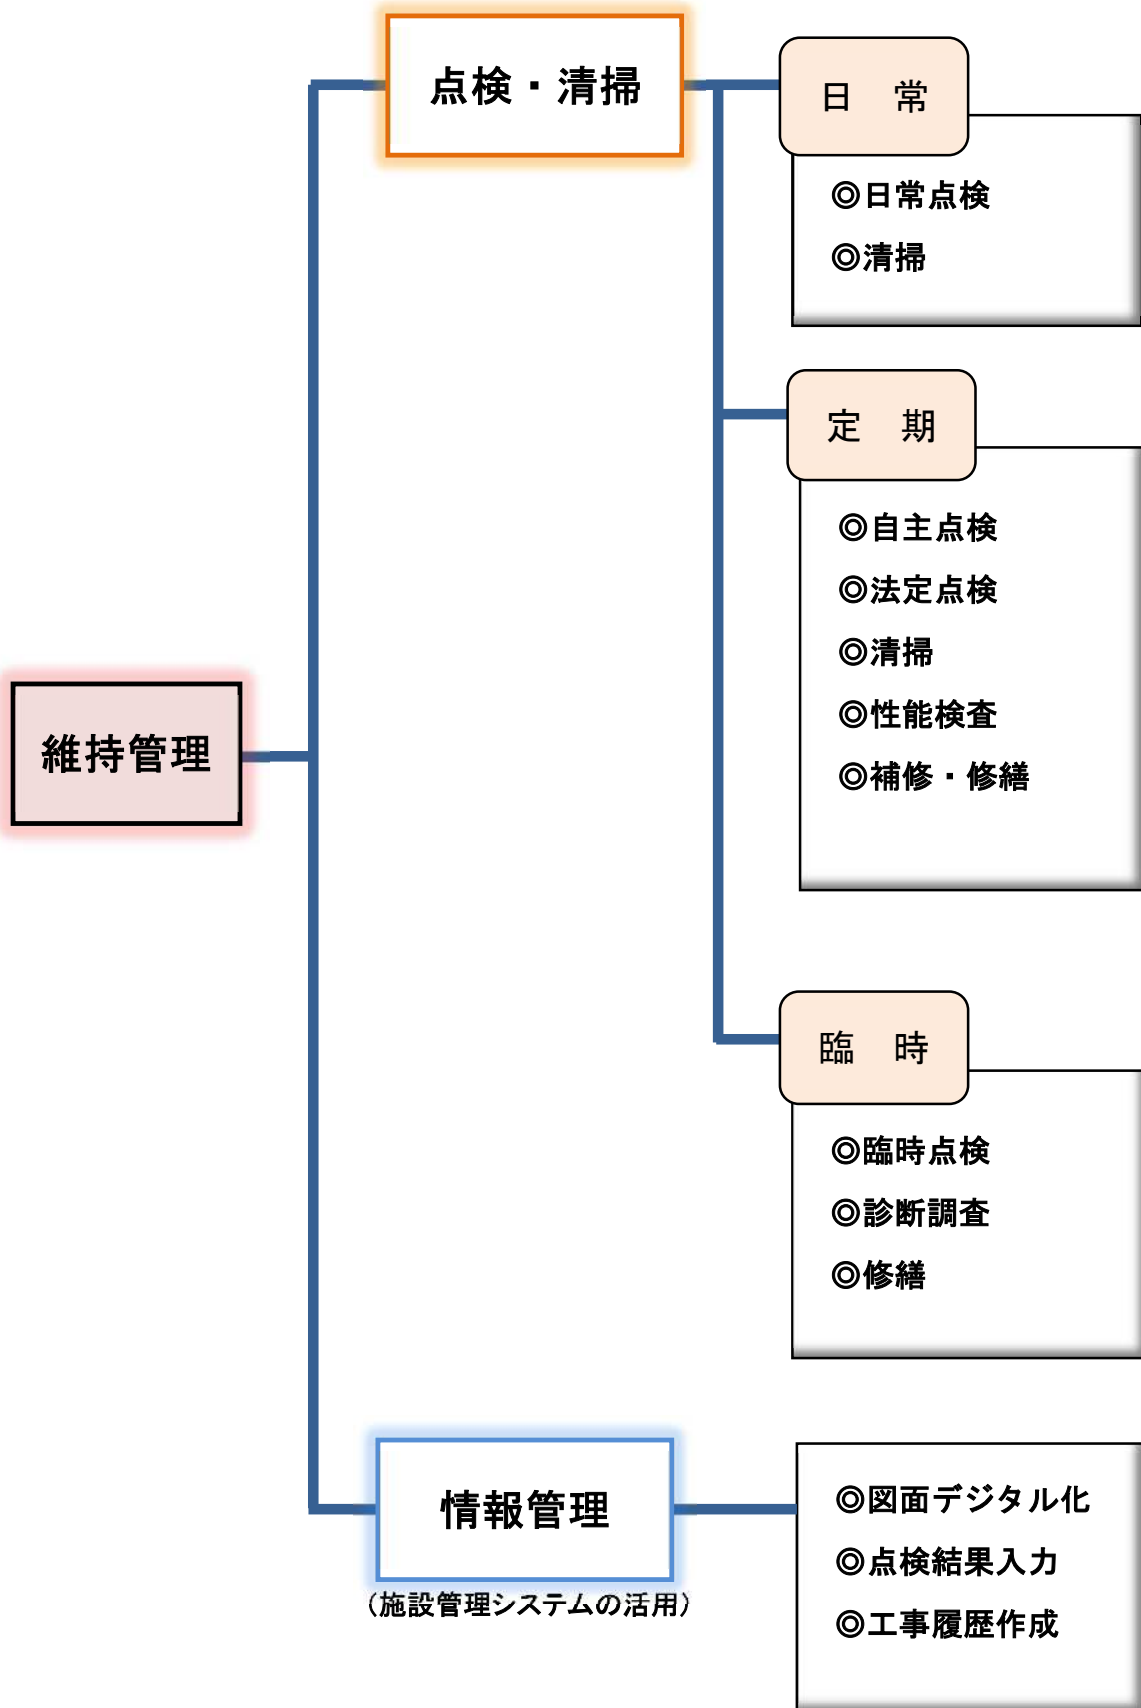 点検・清掃
日　常
◎日常点検
◎清掃
定　期
◎自主点検
◎法定点検
◎清掃
◎性能検査
◎補修・修繕
維持管理
臨　時
◎臨時点検
◎診断調査
◎修繕
情報管理
（施設管理システムの活用）
◎図面デジタル化
◎点検結果入力
◎工事履歴作成